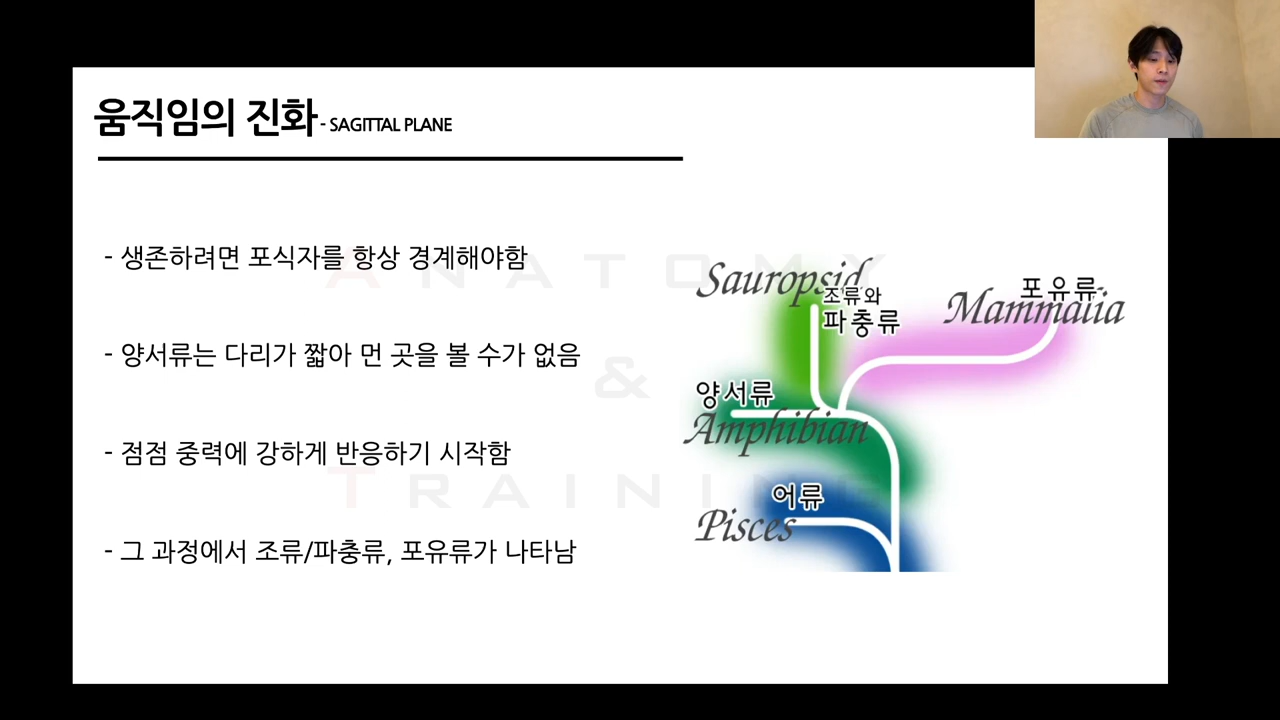 움직임의 진화 - SAGITTAL PLANE
- 생존하려면 포식자를 항상 경계해야함
- 양서류는 다리가 짧아 먼 곳을 볼 수가 없음
- 점점 중력에 강하게 반응하기 시작함
- 그 과정에서 조류/파충류, 포유류가 나타남
ANATOMY
&
TRAINING
Sauropsid
조류와
파충류
포유류
Mammalia
양서류
Amphibian
어류
Pisces